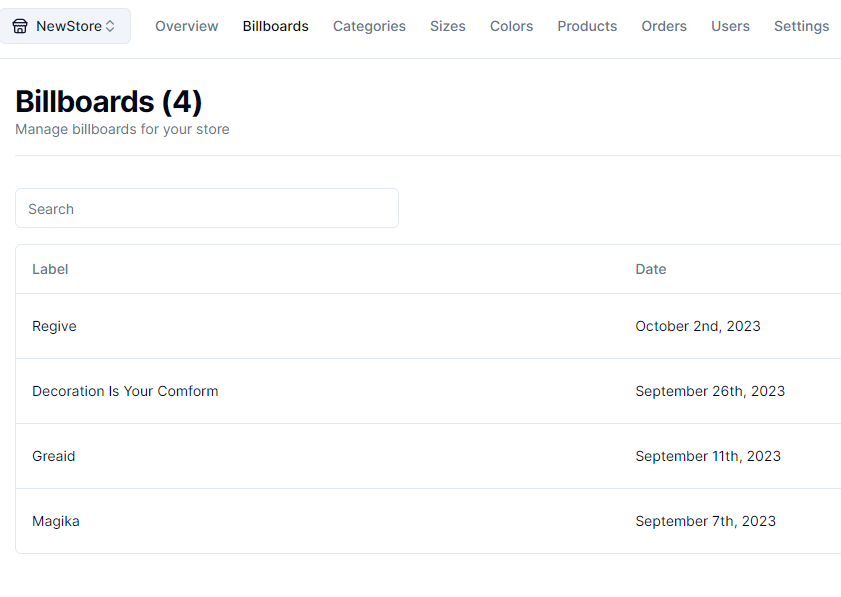 NewStore Overview Billboards Categories Sizes Colors Products Orders Users Settings
Billboards (4)
Manage billboards for your store
Search
Label Date
Regive October 2nd, 2023
Decoration Is Your Comform September 26th, 2023
Greaid September 11th, 2023
Magika September 7th, 2023